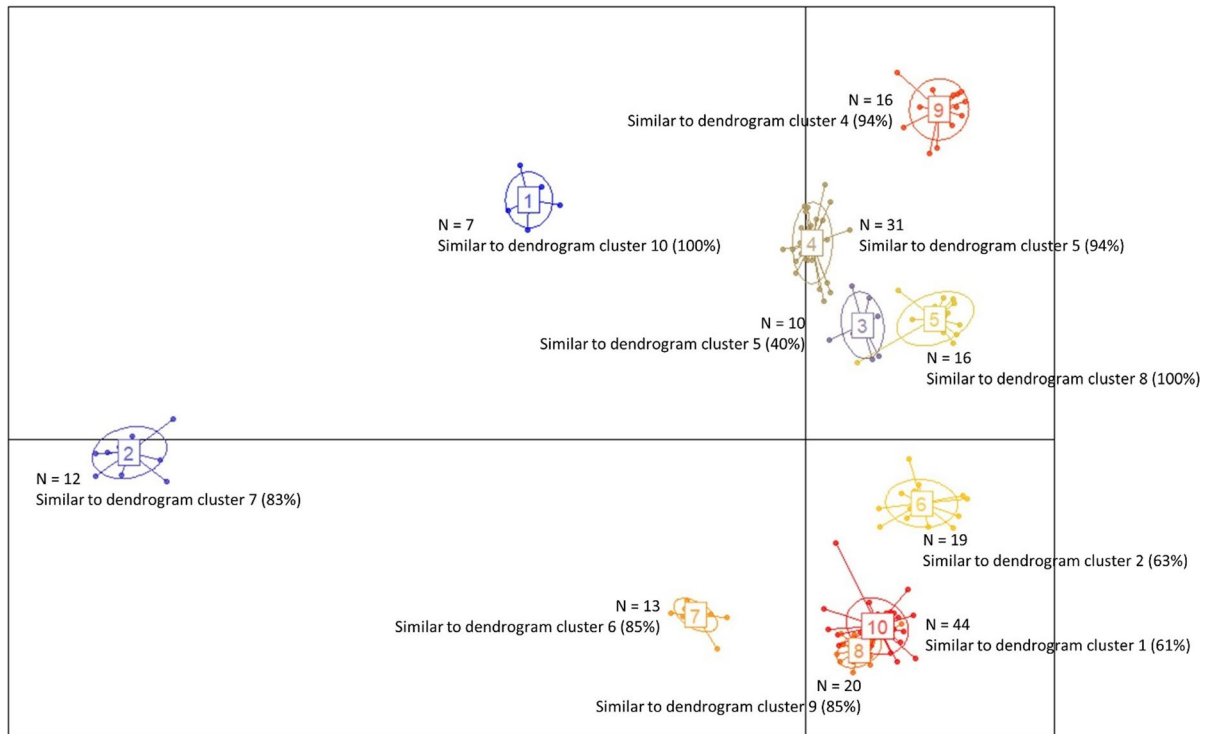 N = 16
Similar to dendrogram cluster 4 (94%)
9
1
N = 7
Similar to dendrogram cluster 10 (100%)
4
N = 31
Similar to dendrogram cluster 5 (94%)
3
N = 10
Similar to dendrogram cluster 5 (40%)
5
N = 16
Similar to dendrogram cluster 8 (100%)
2
N = 12
Similar to dendrogram cluster 7 (83%)
6
N = 19
Similar to dendrogram cluster 2 (63%)
7
N = 13
Similar to dendrogram cluster 6 (85%)
10
N = 44
Similar to dendrogram cluster 1 (61%)
8
N = 20
Similar to dendrogram cluster 9 (85%)